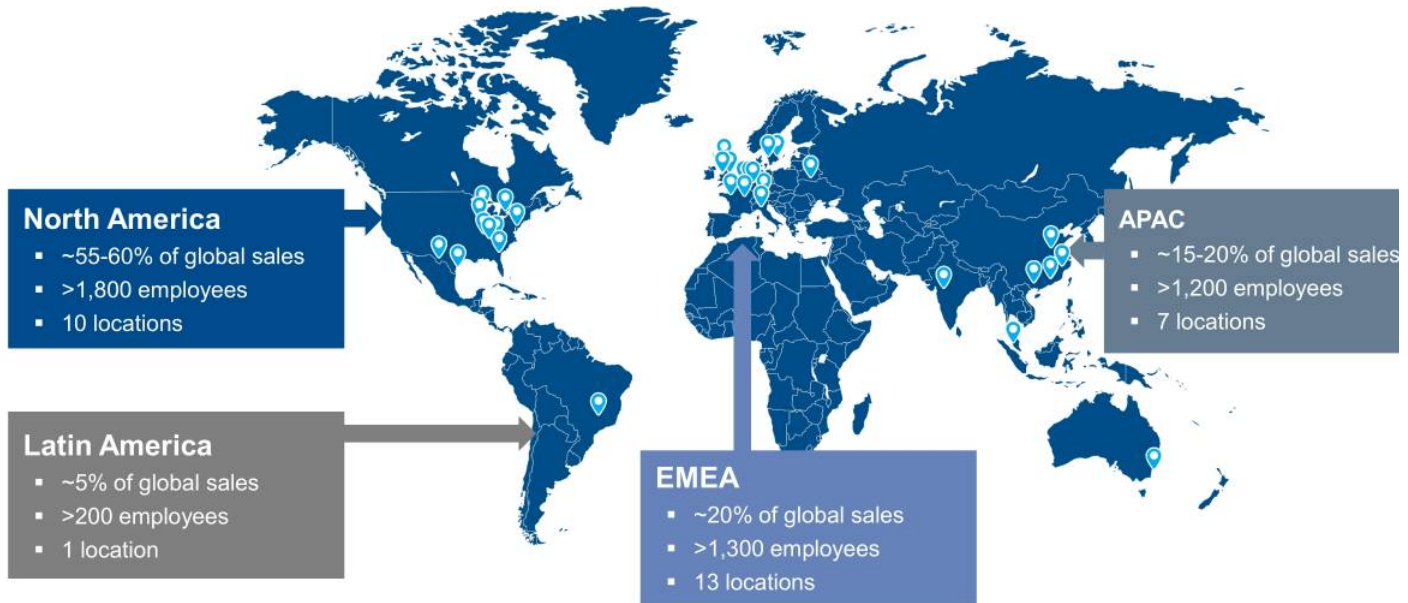 North America
▪ ~55-60% of global sales
▪ >1,800 employees
▪ 10 locations
Latin America
▪ ~5% of global sales
▪ >200 employees
▪ 1 location
EMEA
▪ ~20% of global sales
▪ >1,300 employees
▪ 13 locations
APAC
▪ ~15-20% of global sales
▪ >1,200 employees
▪ 7 locations